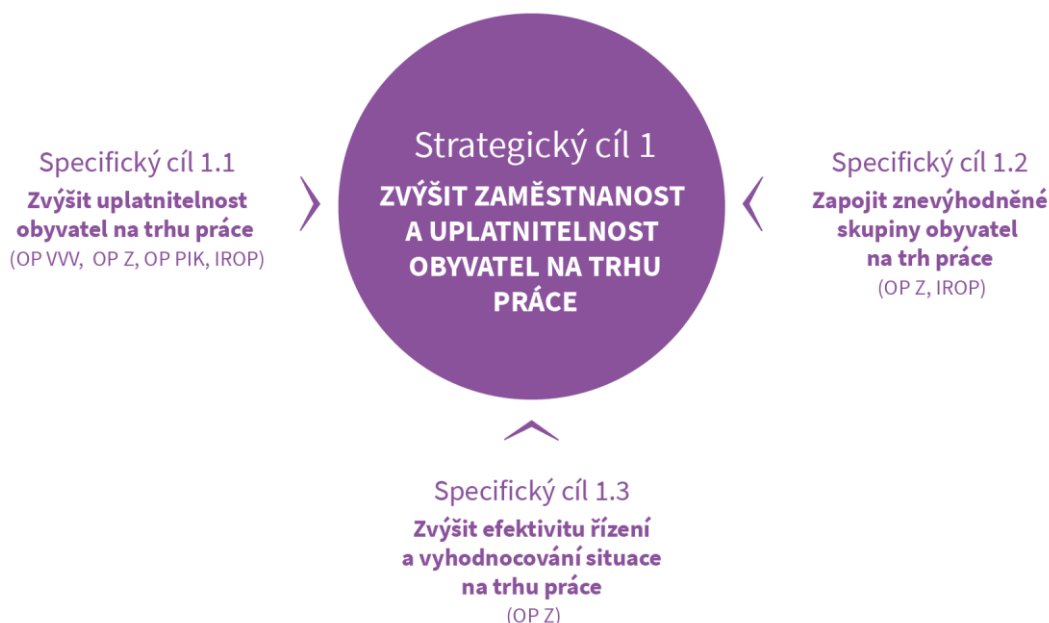 Strategický cíl 1
ZVÝŠIT ZAMĚSTNANOST
A UPLATNITELNOST
OBYVATEL NA TRHU
PRÁCE
Specifický cíl 1.1
Zvýšit uplatnitelnost
obyvatel na trhu práce
(OP VVV, OP Z, OP PIK, IROP)
Specifický cíl 1.2
Zapojit znevýhodněné
skupiny obyvatel
na trh práce
(OP Z, IROP)
Specifický cíl 1.3
Zvýšit efektivitu řízení
a vyhodnocování situace
na trhu práce
(OP Z)